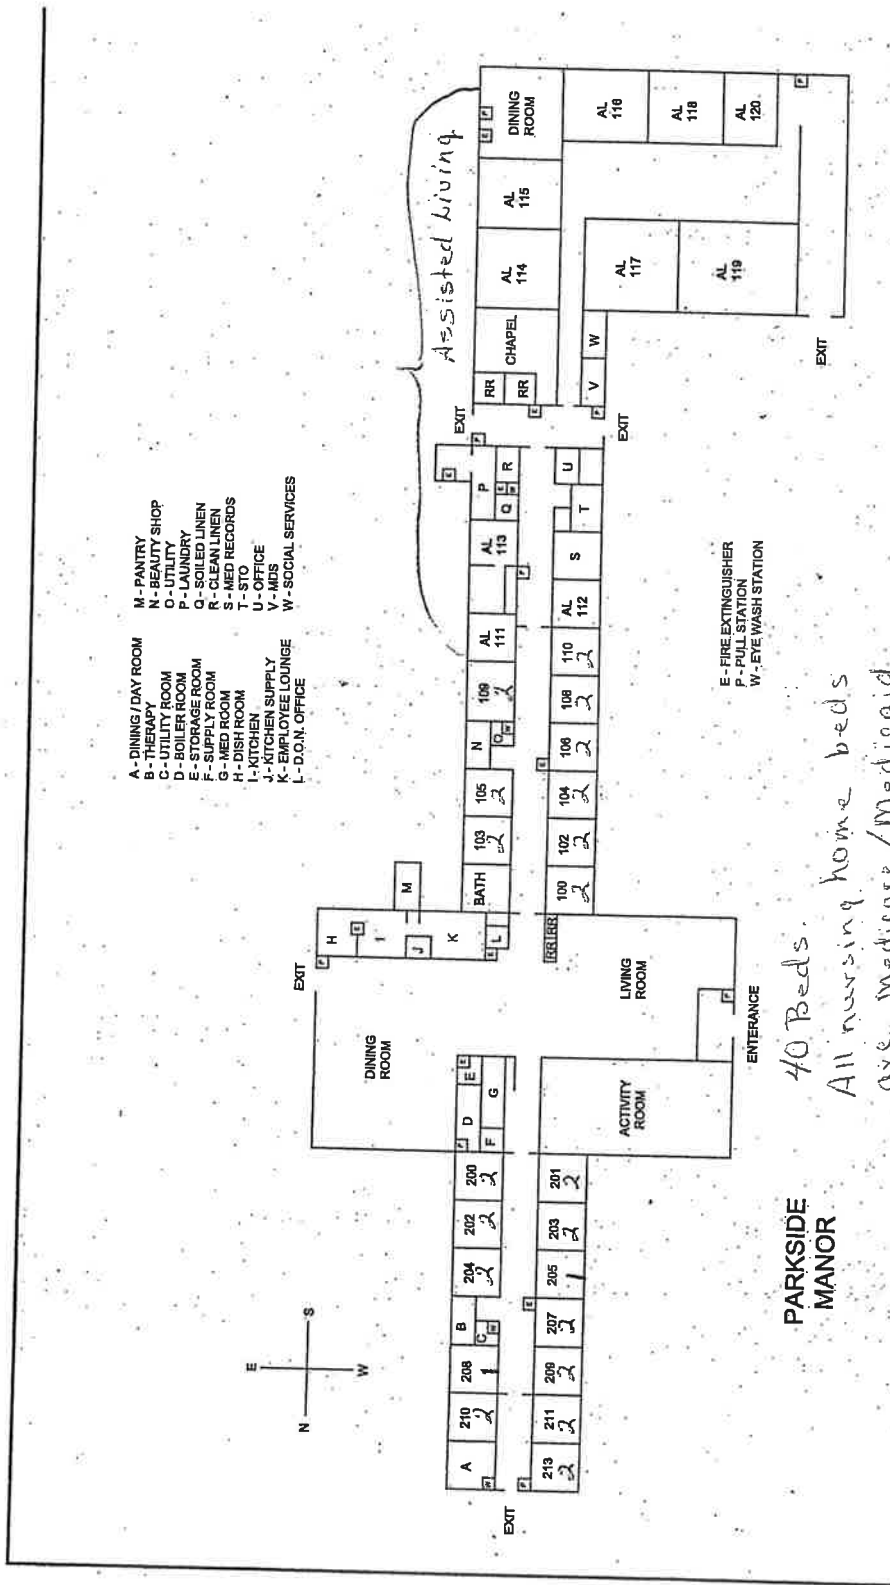 A - DINING / DAY ROOM
B - THERAPY
C - UTILITY ROOM
D - BOILER ROOM
E - STORAGE ROOM
F - SUPPLY ROOM
G - MED ROOM
H - DISH ROOM
I - KITCHEN
J - KITCHEN SUPPLY
K - EMPLOYEE LOUNGE
L - D.O.N. OFFICE
M - PANTRY
N - BEAUTY SHOP
O - UTILITY
P - LAUNDRY
Q - SOILED LINEN
R - CLEAN LINEN
S - MED RECORDS
T - STO
U - OFFICE
V - MDS
W - SOCIAL SERVICES
E
N
S
W
Assisted Living
EXIT
P
H
E
I
J
M
K
E
L
DINING
ROOM
A
W
210
2
208
1
B
C
W
204
2
202
2
200
2
P
D
E
E
F
G
BATH
103
2
105
2
N
O
W
109
2
AL
111
P
AL
113
E
P
Q
E
W
R
EXIT
P
RR
RR
E
CHAPEL
AL
114
AL
115
E
P
DINING
ROOM
EXIT
P
213
2
211
2
209
2
207
2
E
205
1
203
2
201
2
ACTIVITY
ROOM
LIVING
ROOM
RR
RR
P
ENTERANCE
100
2
102
2
104
2
E
106
2
108
2
110
2
AL
112
S
T
U
EXIT
P
V
W
AL
117
AL
119
EXIT
AL
116
AL
118
AL
120
P
E - FIRE EXTINGUISHER
P - PULL STATION
W - EYE WASH STATION
PARKSIDE
MANOR
40 Beds.
All nursing home beds
are Medicare/Medicaid